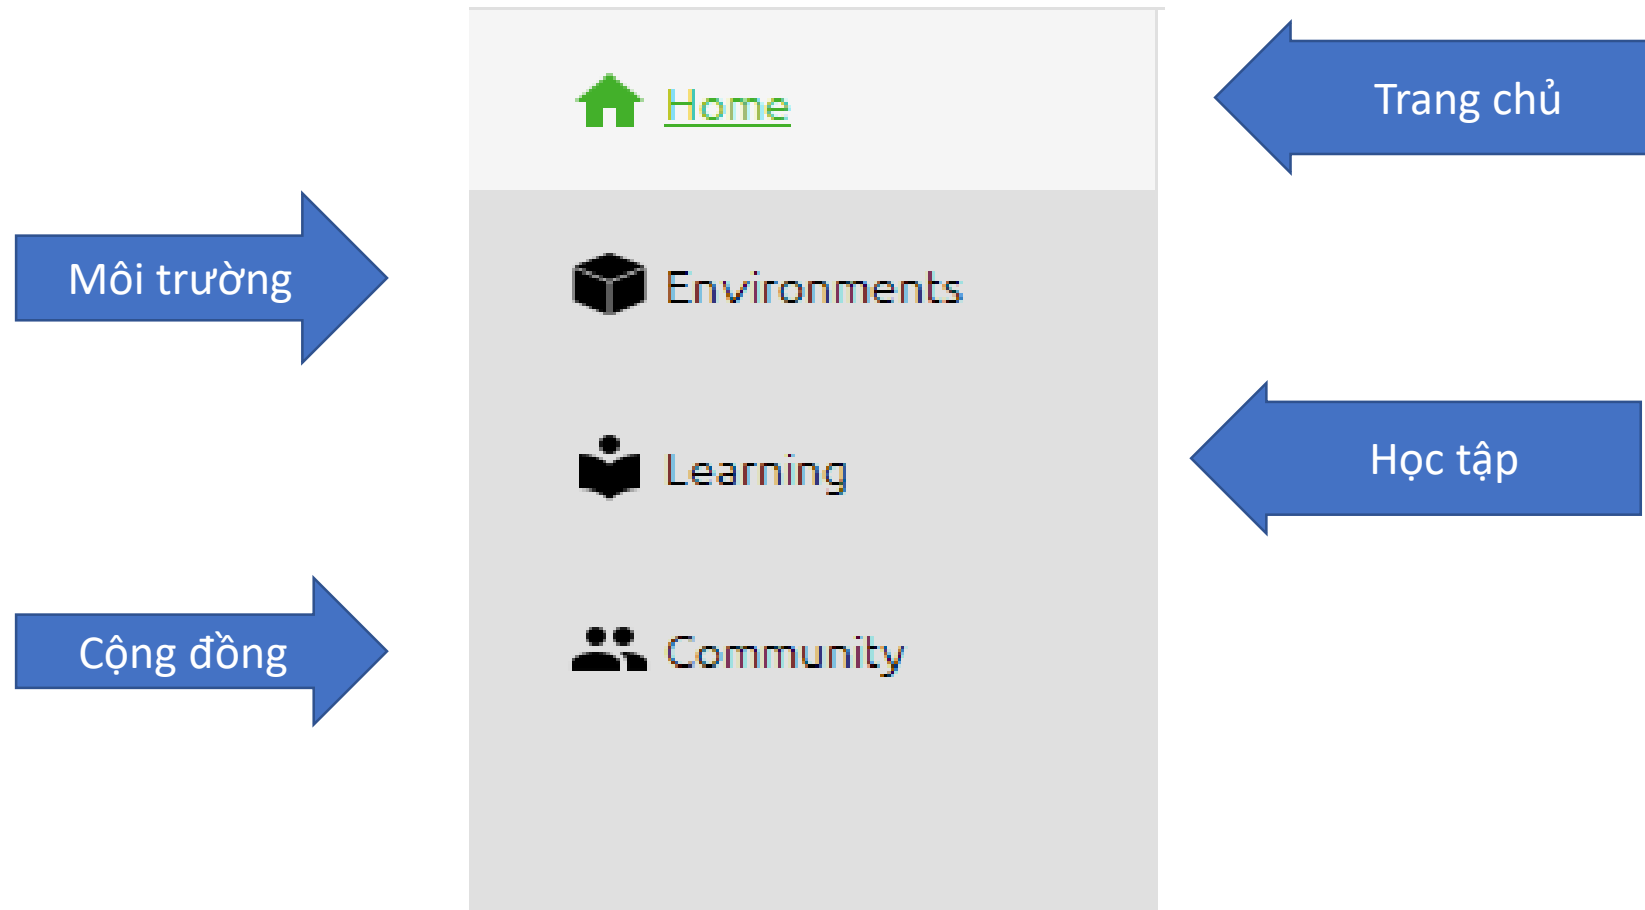 Home
Trang chủ
Môi trường
Environments
Learning
Học tập
Cộng đồng
Community